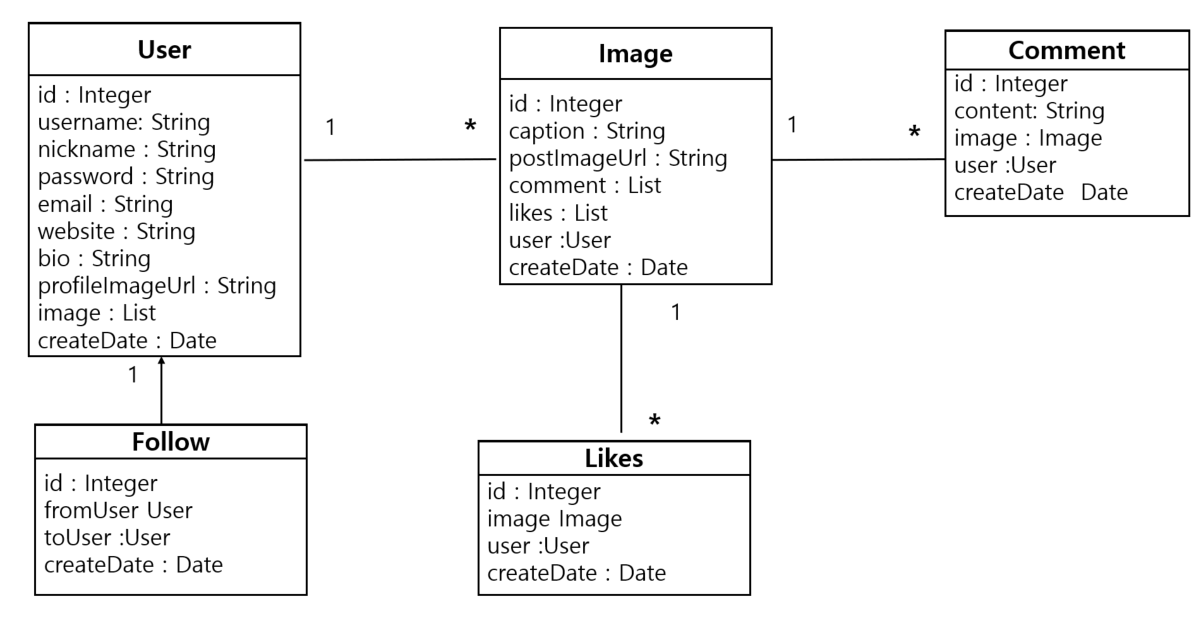 User
id : Integer
username: String
nickname : String
password : String
email : String
website : String
bio : String
profileImageUrl : String
image : List
createDate : Date
1
*
Image
id : Integer
caption : String
postImageUrl : String
comment : List
likes : List
user :User
createDate : Date
1
*
Comment
id : Integer
content: String
image : Image
user :User
createDate Date
1
Follow
id : Integer
fromUser User
toUser :User
createDate : Date
1
*
Likes
id : Integer
image Image
user :User
createDate : Date